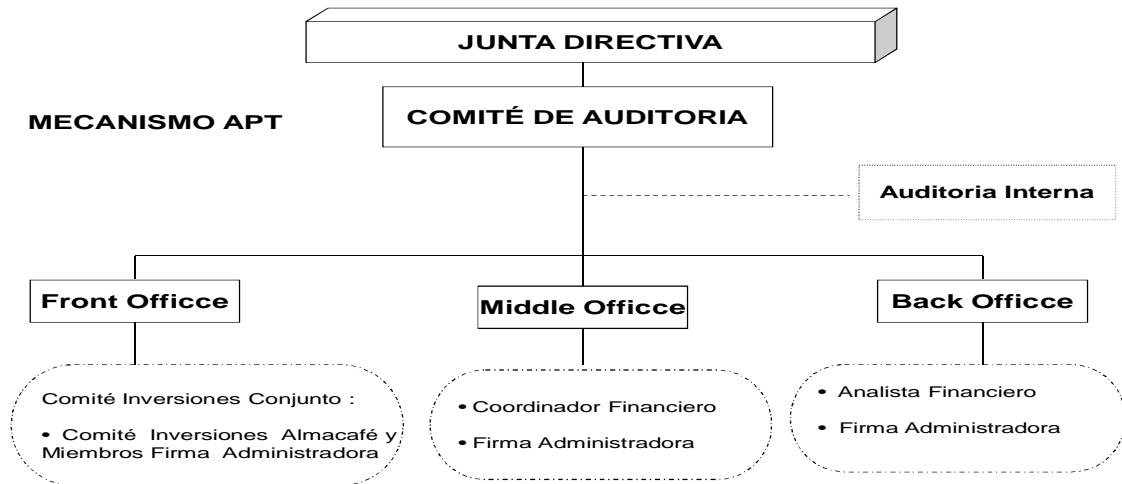 JUNTA DIRECTIVA
MECANISMO APT
COMITÉ DE AUDITORIA
Auditoria Interna
Front Officce
Middle Officce
Back Officce
Comité Inversiones Conjunto :
• Comité Inversiones Almacafé y
Miembros Firma Administradora
• Coordinador Financiero
• Firma Administradora
• Analista Financiero
• Firma Administradora